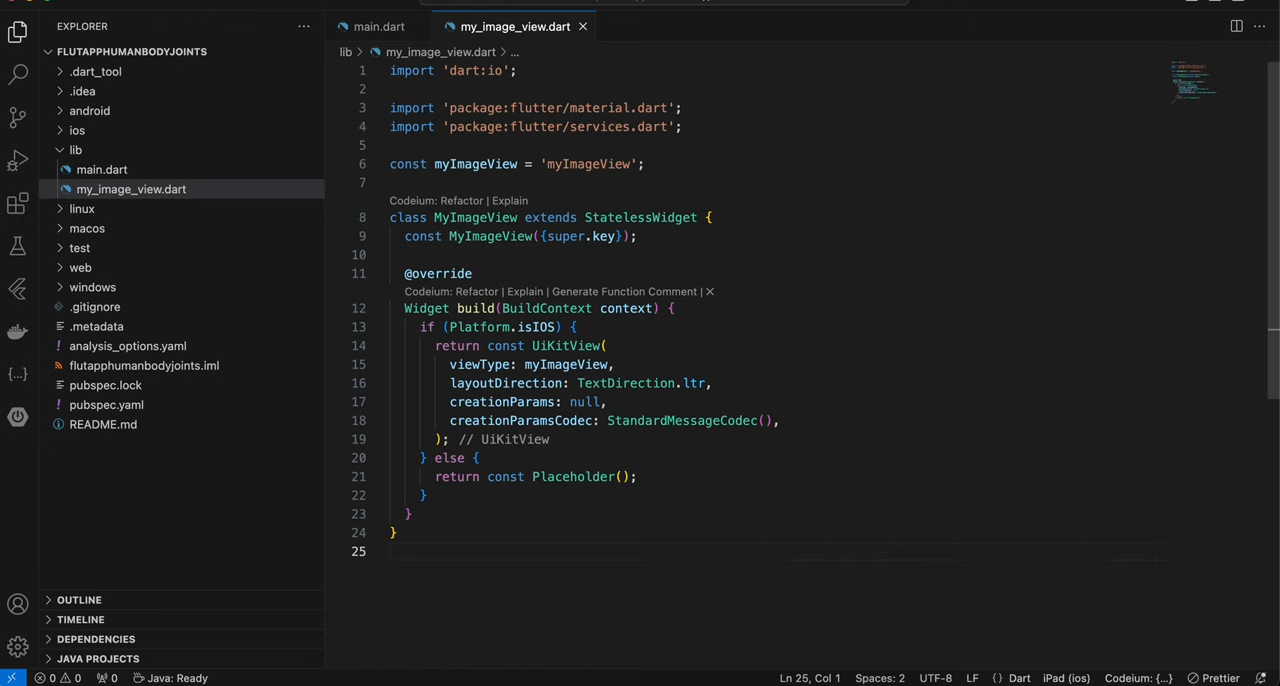 EXPLORER
FLUTAPPHUMANBODYJOINTS
.dart_tool
.idea
android
ios
lib
main.dart
my_image_view.dart
linux
macos
test
web
windows
.gitignore
.metadata
analysis_options.yaml
flutapphumanbodyjoints.iml
pubspec.lock
pubspec.yaml
README.md
OUTLINE
TIMELINE
DEPENDENCIES
JAVA PROJECTS
main.dart
my_image_view.dart
lib > my_image_view.dart > ...
1 import 'dart:io';
2
3 import 'package:flutter/material.dart';
4 import 'package:flutter/services.dart';
5
6 const myImageView = 'myImageView';
7
Codeium: Refactor | Explain
8 class MyImageView extends StatelessWidget {
9 const MyImageView({super.key});
10
11 @override
Codeium: Refactor | Explain | Generate Function Comment | ×
12 Widget build(BuildContext context) {
13 if (Platform.isIOS) {
14 return const UiKitView(
15 viewType: myImageView,
16 layoutDirection: TextDirection.ltr,
17 creationParams: null,
18 creationParamsCodec: StandardMessageCodec(),
19 ); // UiKitView
20 } else {
21 return const Placeholder();
22 }
23 }
24 }
25
0 0 0 Java: Ready
Ln 25, Col 1 Spaces: 2 UTF-8 LF {} Dart iPad (ios) Codeium: {...} Prettier